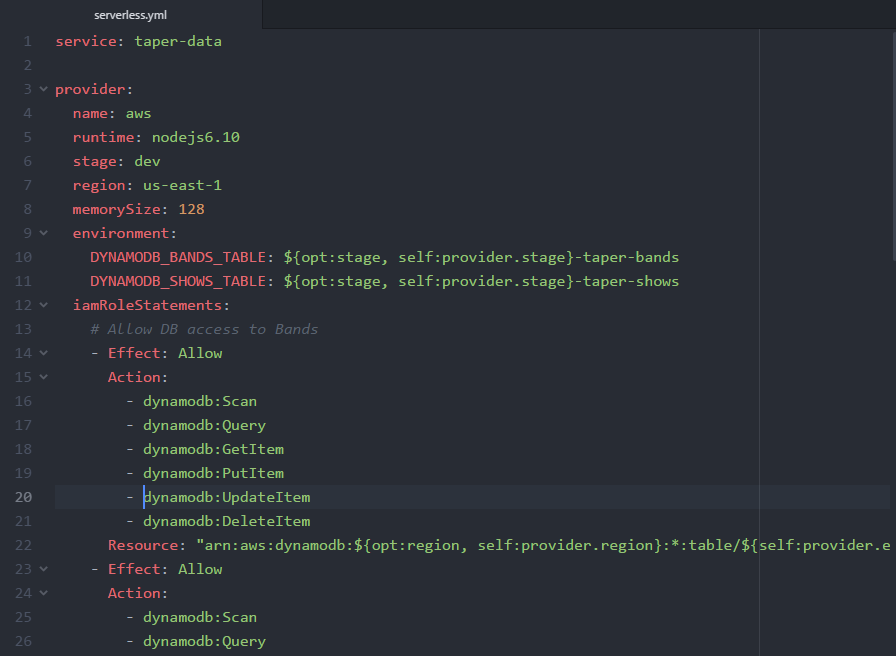 serverless.yml
1 service: taper-data
2
3 provider:
4 name: aws
5 runtime: nodejs6.10
6 stage: dev
7 region: us-east-1
8 memorySize: 128
9 environment:
10 DYNAMODB_BANDS_TABLE: ${opt:stage, self:provider.stage}-taper-bands
11 DYNAMODB_SHOWS_TABLE: ${opt:stage, self:provider.stage}-taper-shows
12 iamRoleStatements:
13 # Allow DB access to Bands
14 - Effect: Allow
15 Action:
16 - dynamodb:Scan
17 - dynamodb:Query
18 - dynamodb:GetItem
19 - dynamodb:PutItem
20 - dynamodb:UpdateItem
21 - dynamodb:DeleteItem
22 Resource: "arn:aws:dynamodb:${opt:region, self:provider.region}:*:table/${self:provider.e
23 - Effect: Allow
24 Action:
25 - dynamodb:Scan
26 - dynamodb:Query